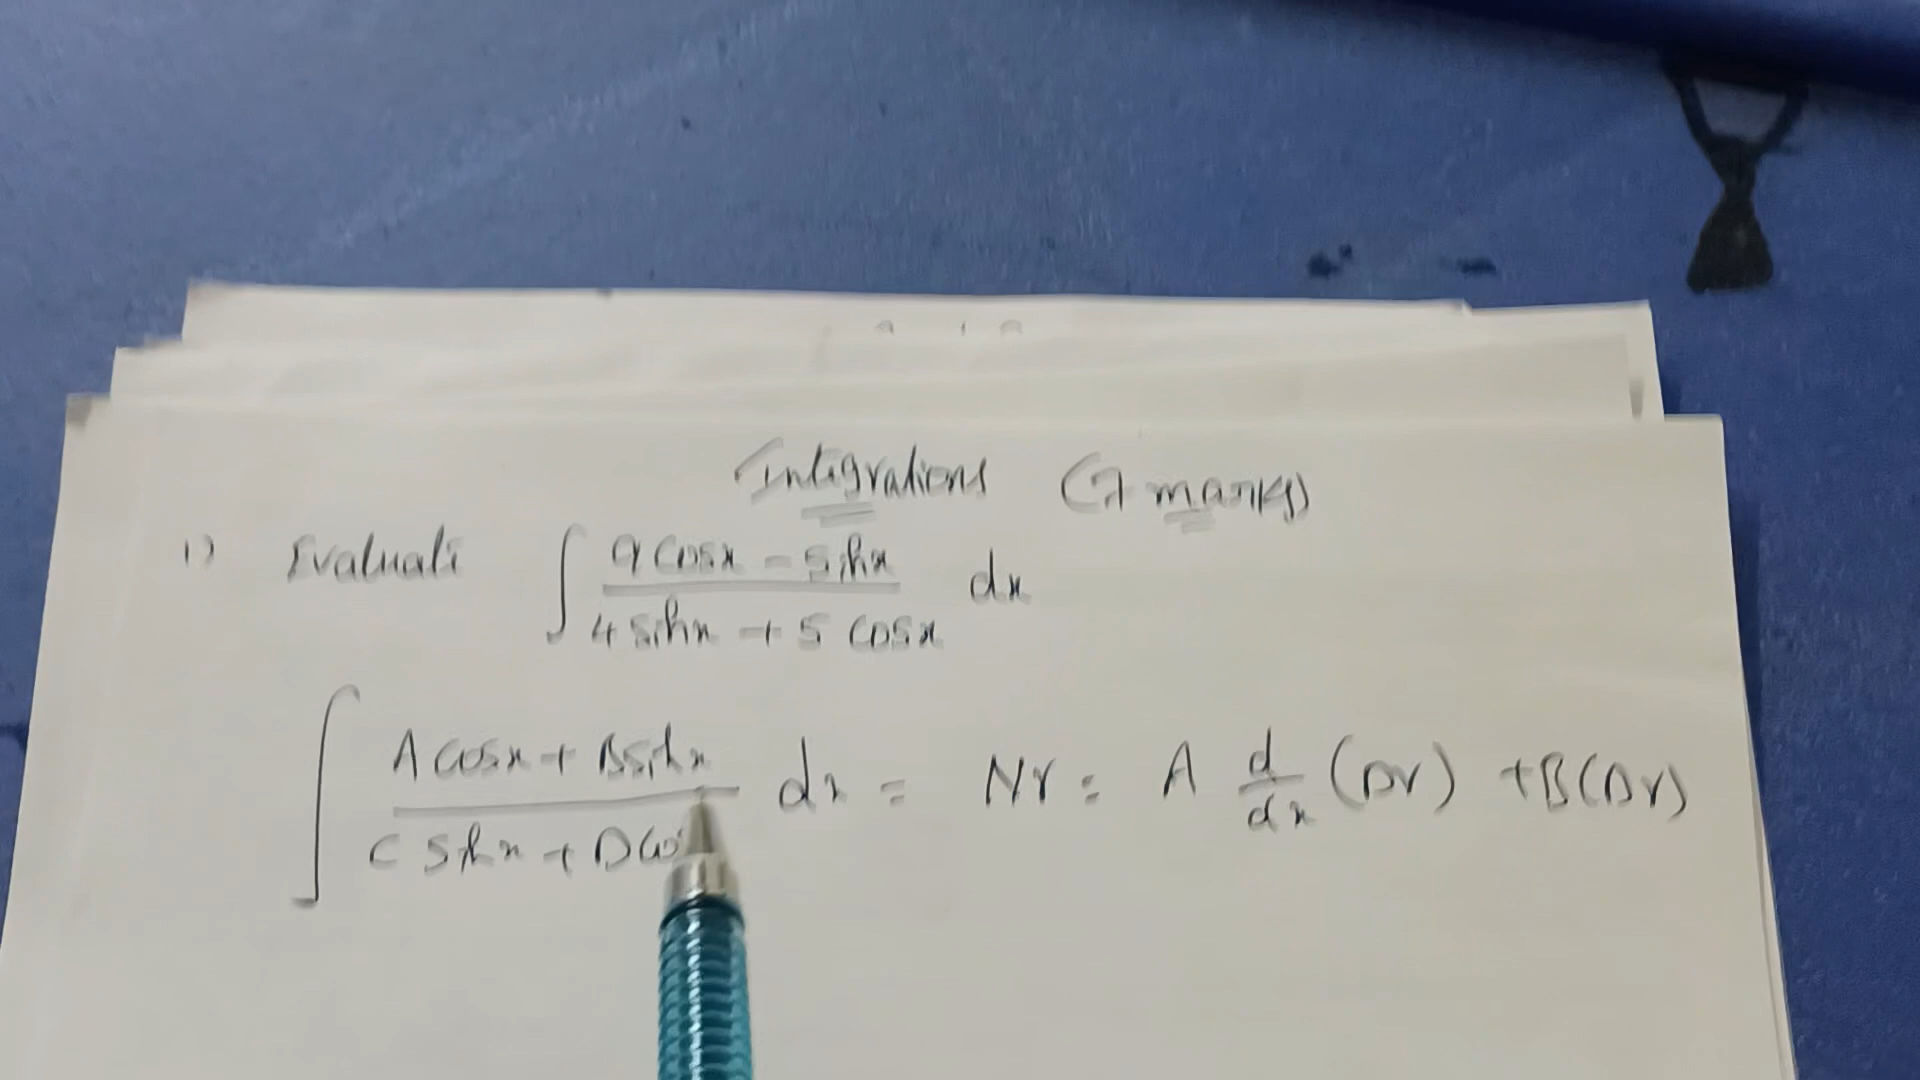 Integrations (7 marks)
1) Evaluate ∫ (9 cosx - sinx)/(4 sinx + 5 cosx) dx
∫ (A cosx + B sinx)/(C sinx + D cos) dx = Nr = A d/dx (Dr) + B(Dr)